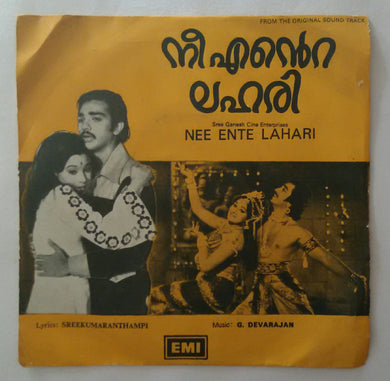 FROM THE ORIGINAL SOUND TRACK
നീ എന്റെ
ലഹരി
Sree Ganesh Cine Enterprises
NEE ENTE LAHARI
Lyrics: SREEKUMARANTHAMPI
Music: G. DEVARAJAN
EMI